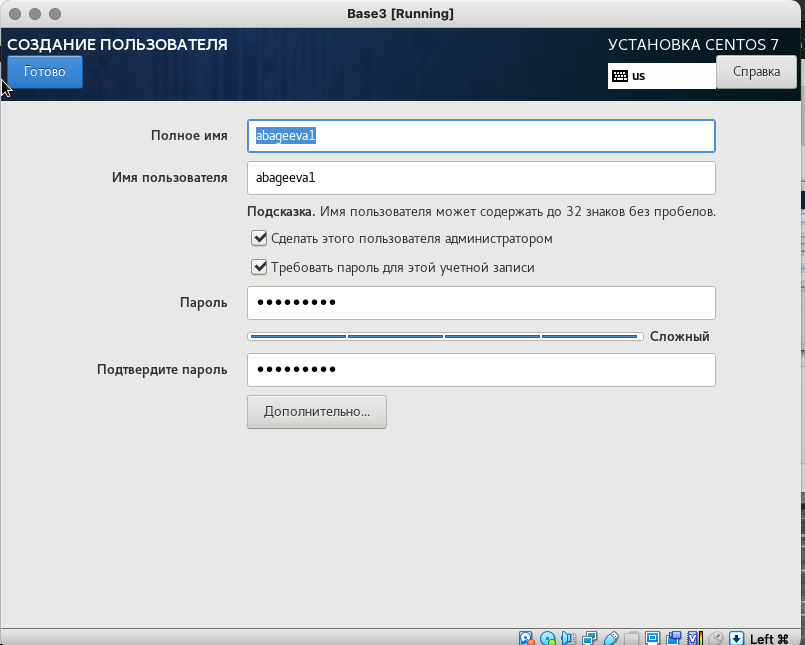 Base3 [Running]
СОЗДАНИЕ ПОЛЬЗОВАТЕЛЯ
УСТАНОВКА CENTOS 7
Готово
us
Справка
Полное имя
abageeva1
Имя пользователя
abageeva1
Подсказка. Имя пользователя может содержать до 32 знаков без пробелов.
Сделать этого пользователя администратором
Требовать пароль для этой учетной записи
Пароль
●●●●●●●●●
Сложный
Подтвердите пароль
●●●●●●●●●
Дополнительно...
Left ⌘